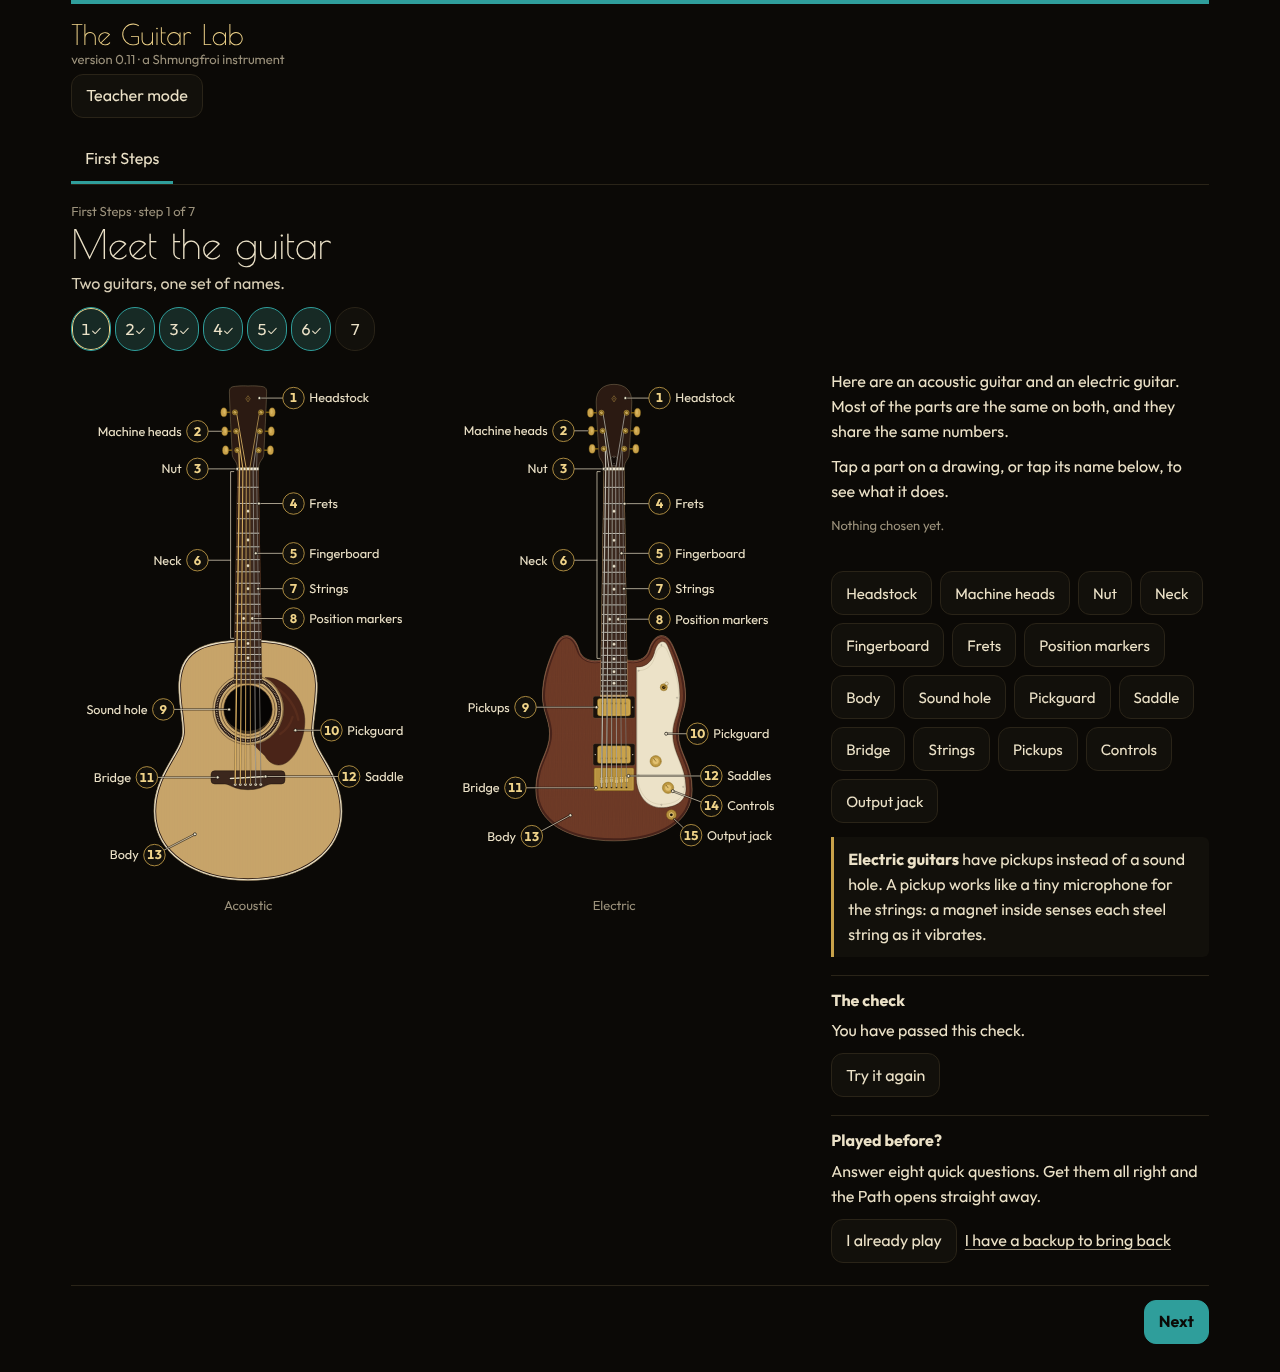 The Guitar Lab
version 0.11 · a Shmungfroi instrument
Teacher mode
First Steps
First Steps · step 1 of 7
Meet the guitar
Two guitars, one set of names.
1✓ 2✓ 3✓ 4✓ 5✓ 6✓ 7
1 Headstock
Machine heads 2
Nut 3
4 Frets
5 Fingerboard
Neck 6
7 Strings
8 Position markers
Sound hole 9
10 Pickguard
Bridge 11
12 Saddle
Body 13
Acoustic
1 Headstock
Machine heads 2
Nut 3
4 Frets
5 Fingerboard
Neck 6
7 Strings
8 Position markers
Pickups 9
10 Pickguard
12 Saddles
Bridge 11
14 Controls
Body 13
15 Output jack
Electric
Here are an acoustic guitar and an electric guitar.
Most of the parts are the same on both, and they
share the same numbers.
Tap a part on a drawing, or tap its name below, to
see what it does.
Nothing chosen yet.
Headstock Machine heads Nut Neck
Fingerboard Frets Position markers
Body Sound hole Pickguard Saddle
Bridge Strings Pickups Controls
Output jack
Electric guitars have pickups instead of a sound
hole. A pickup works like a tiny microphone for
the strings: a magnet inside senses each steel
string as it vibrates.
The check
You have passed this check.
Try it again
Played before?
Answer eight quick questions. Get them all right and
the Path opens straight away.
I already play I have a backup to bring back
Next